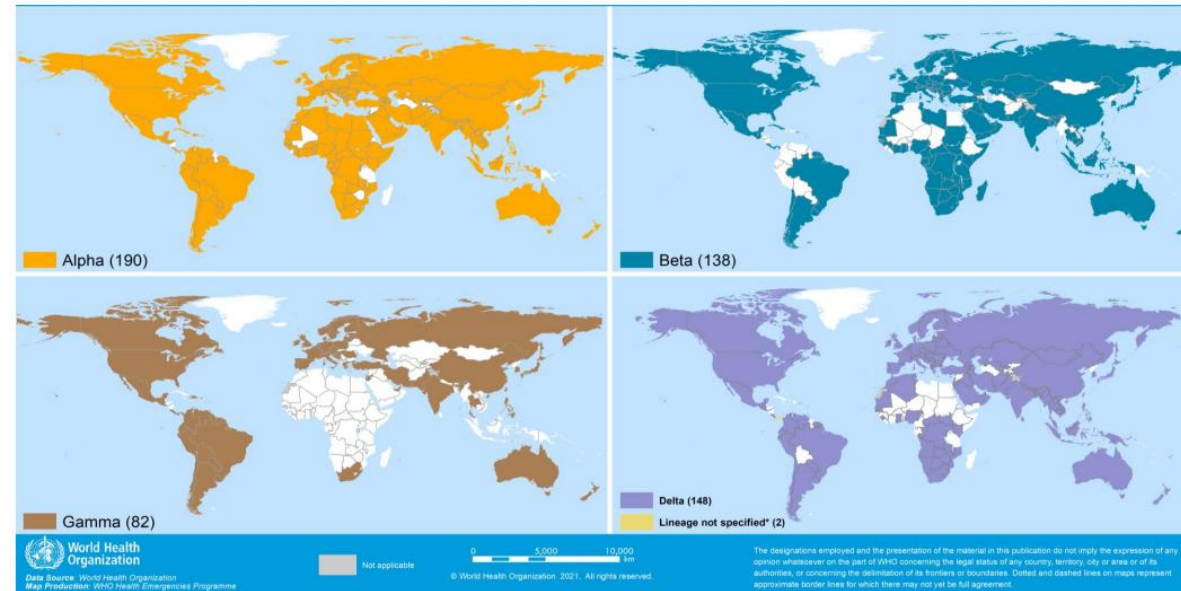 Alpha (190)
Beta (138)
Gamma (82)
Delta (148)
Lineage not specified* (2)
World Health
Organization
Data Source: World Health Organization
Map Production: WHO Health Emergencies Programme
Not applicable
0 5,000 10,000
km
© World Health Organization 2021, All rights reserved.
The designations employed and the presentation of the material in this publication do not imply the expression of any
opinion whatsoever on the part of WHO concerning the legal status of any country, territory, city or area or of its
authorities, or concerning the delimitation of its frontiers or boundaries. Dotted and dashed lines on maps represent
approximate border lines for which there may not yet be full agreement.